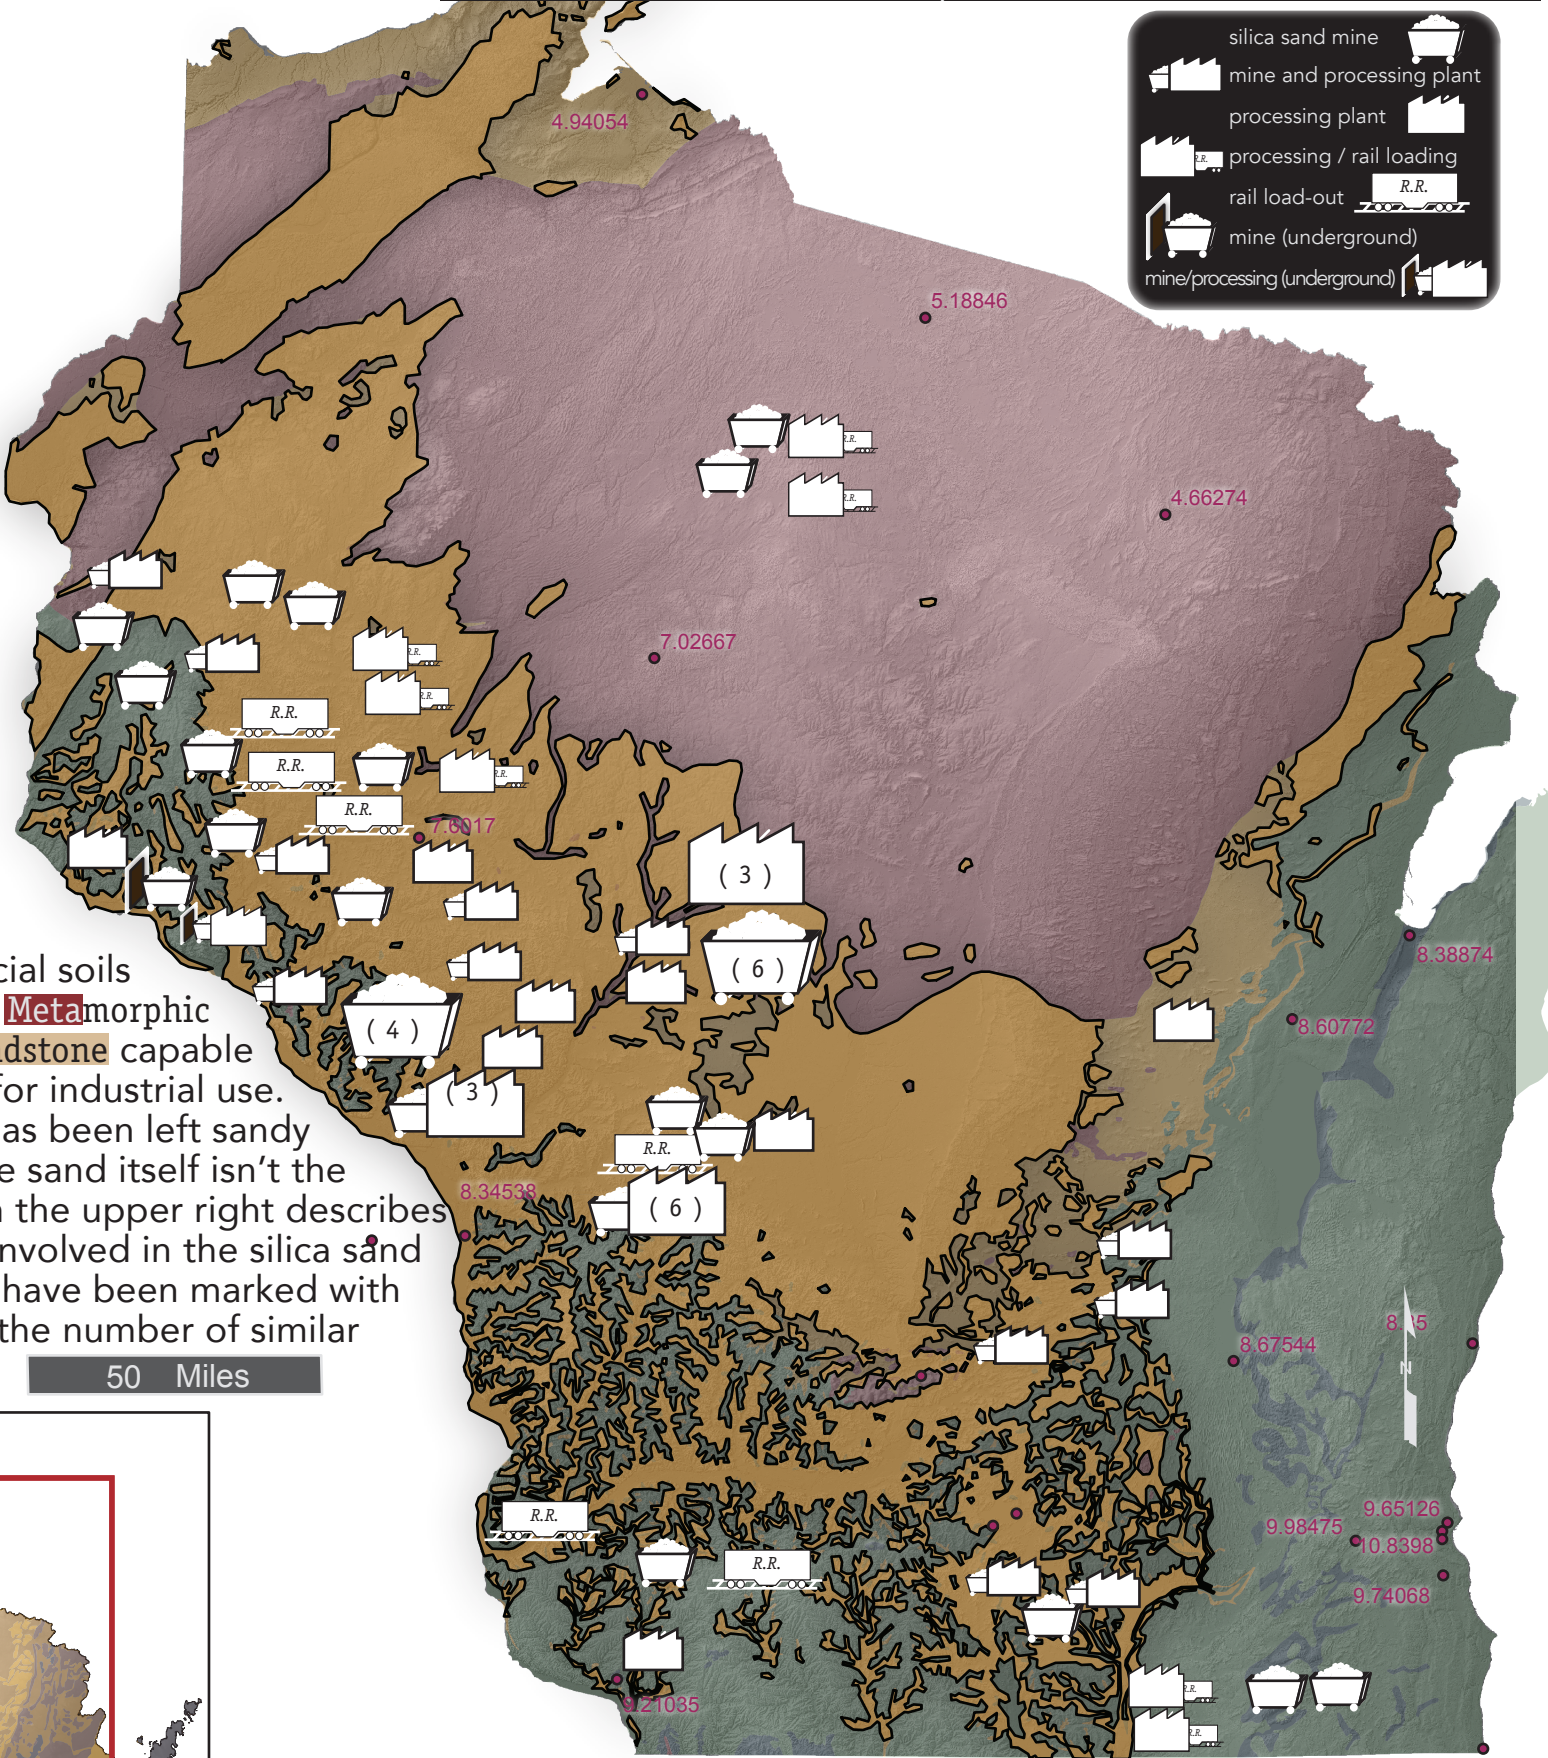 silica sand mine
mine and processing plant
processing plant
R.R. processing / rail loading
rail load-out R.R.
mine (underground)
mine/processing (underground)
4.94054
5.18846
R.R.
R.R.
4.66274
7.02667
R.R.
R.R.
R.R.
R.R.
R.R.
R.R.
7.6017
( 3 )
( 6 )
8.38874
cial soils
Metamorphic
8.60772
( 4 )
dstone capable
for industrial use.
( 3 )
as been left sandy
R.R.
e sand itself isn't the
8.34538
the upper right describes
( 6 )
nvolved in the silica sand
have been marked with
the number of similar
8.67544
N
50 Miles
R.R.
9.65126
9.98475
10.8398
R.R.
9.74068
9.21035
R.R.
R.R.